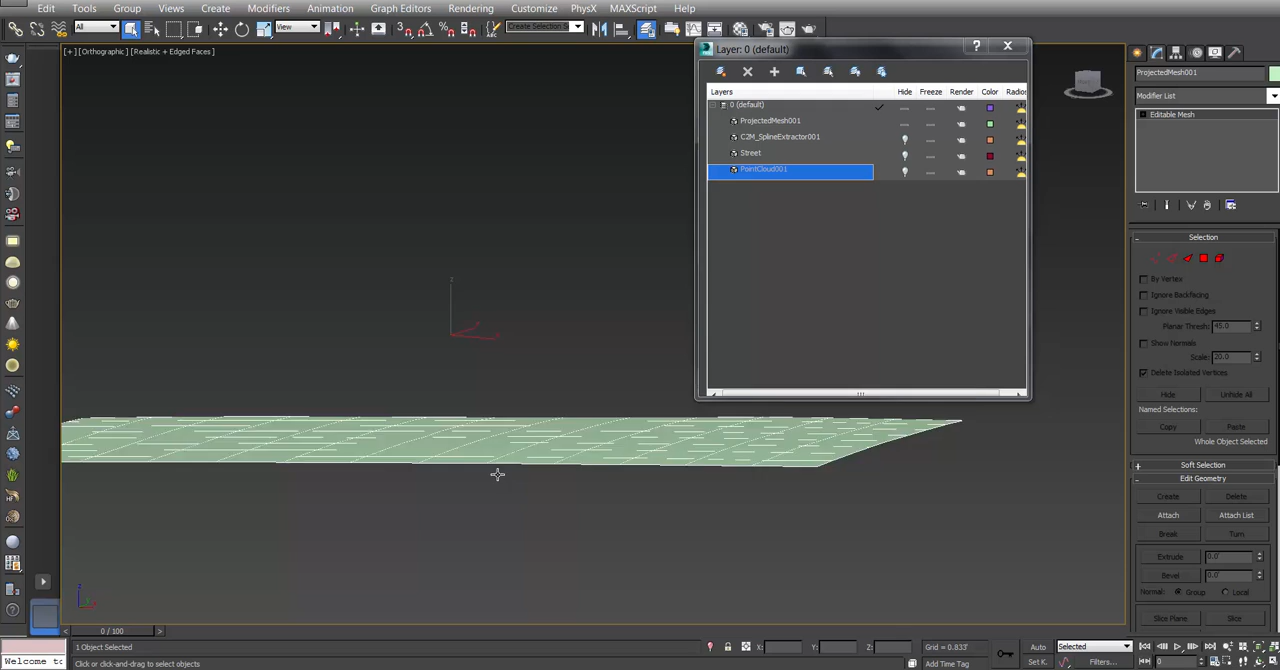 Edit Tools Group Views Create Modifiers Animation Graph Editors Rendering Customize PhysX MAXScript Help
All View Create Selection Se
[+] [Orthographic] [Realistic + Edged Faces]
Layer: 0 (default) ?
Layers Hide Freeze Render Color Radios
0 (default)
ProjectedMesh001
C2M_SplineExtractor001
Street
PointCloud001
ProjectedMesh001
Modifier List
Editable Mesh
Selection
By Vertex
Ignore Backfacing
Ignore Visible Edges
Planar Thresh: 45.0
Show Normals
Scale: 20.0
Delete Isolated Vertices
Hide Unhide All
Named Selections:
Copy Paste
Whole Object Selected
Soft Selection
Edit Geometry
Create Delete
Attach Attach List
Break Turn
Extrude 0.0'
Bevel 0.0'
Normal: Group Local
Slice Plane Slice
z
z
< 0 / 100 >
1 Object Selected X: Y: Z: Grid = 0.833' Auto Selected
Welcome to Click or click-and-drag to select objects Add Time Tag Set K. Filters... 0